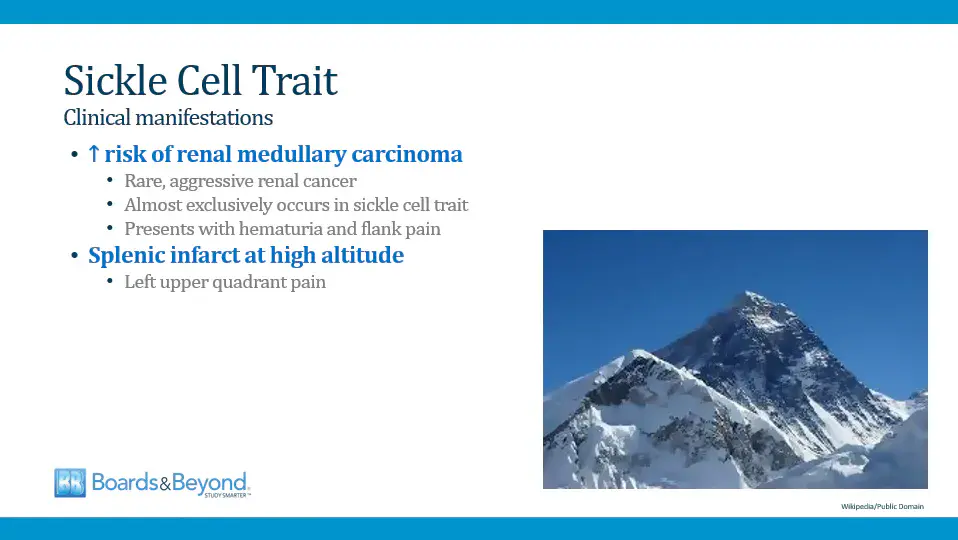 Sickle Cell Trait
Clinical manifestations
• ↑ risk of renal medullary carcinoma
• Rare, aggressive renal cancer
• Almost exclusively occurs in sickle cell trait
• Presents with hematuria and flank pain
• Splenic infarct at high altitude
• Left upper quadrant pain
BB Boards&Beyond.
STUDY SMARTER ™
Wikipedia/Public Domain